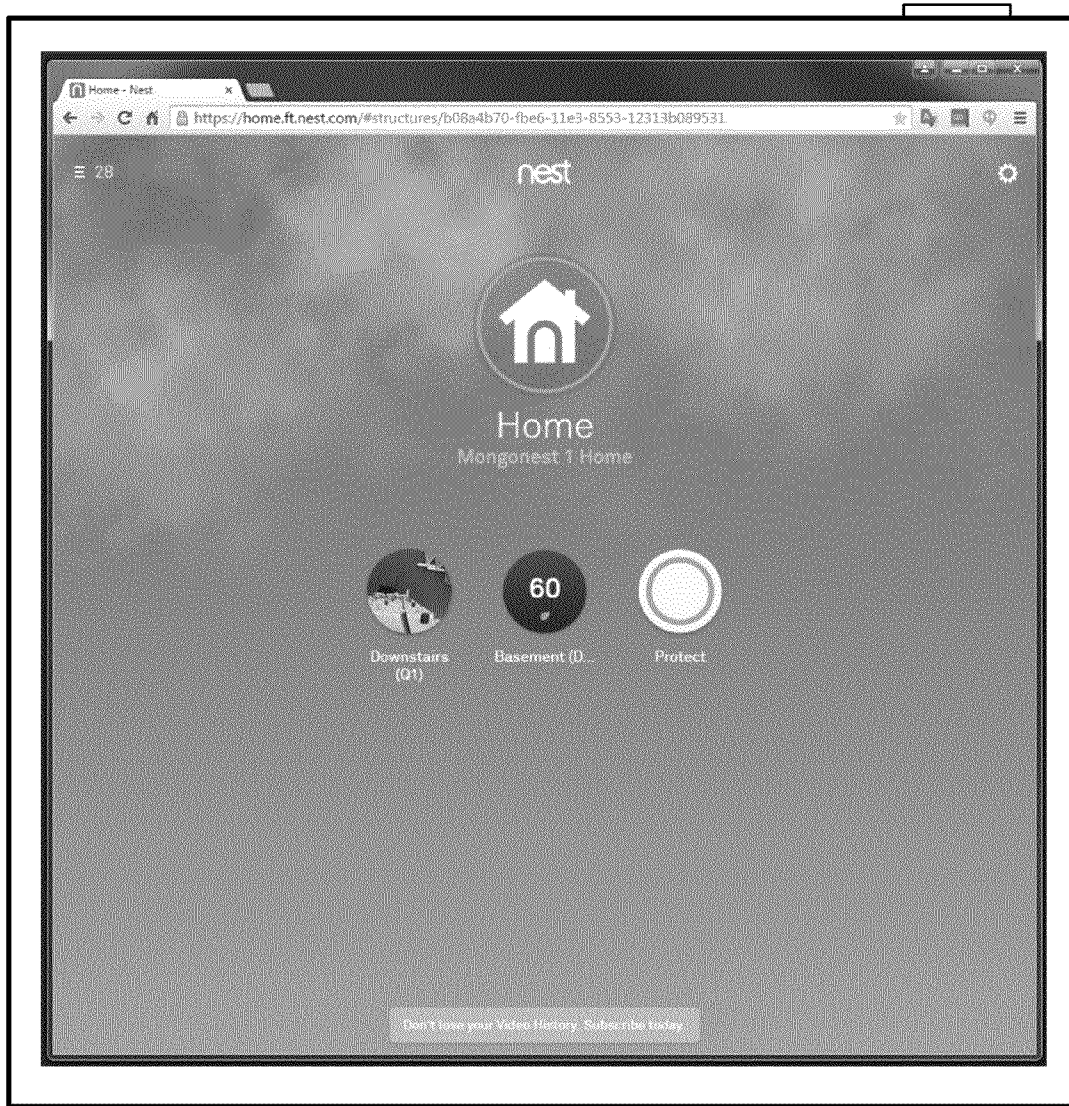 Home - Nest
https://home.ft.nest.com/#structures/b08a4b70-fbe6-11e3-8553-12313b089531
28
nest
Home
Mongonest 1 Home
60
Downstairs
(Q1)
Basement (D...
Protect
Don't lose your Video History. Subscribe today